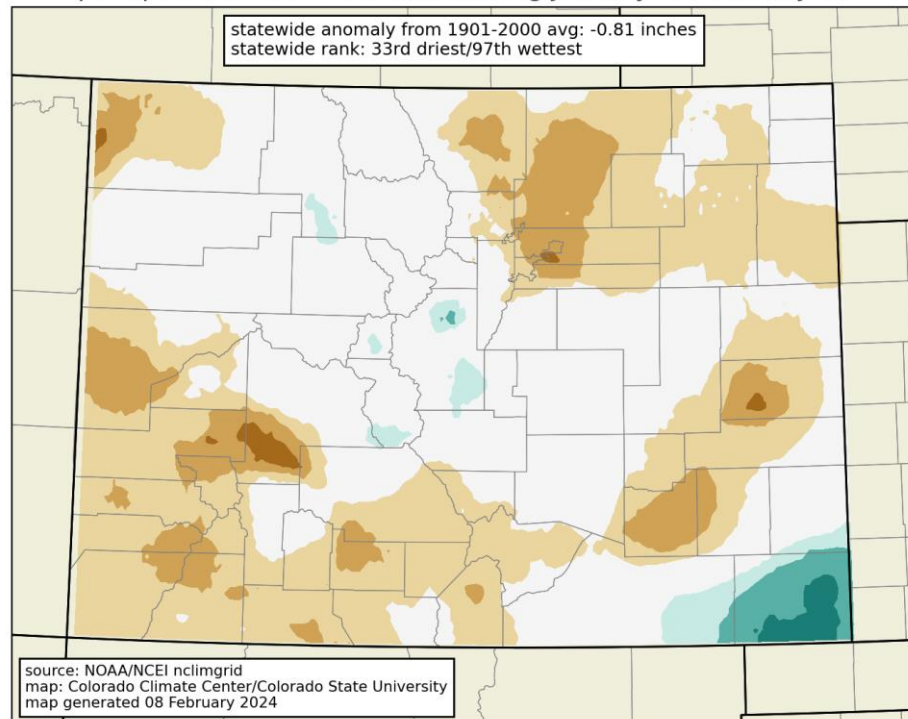 statewide anomaly from 1901-2000 avg: -0.81 inches
statewide rank: 33rd driest/97th wettest
source: NOAA/NCEI nclimgrid
map: Colorado Climate Center/Colorado State University
map generated 08 February 2024